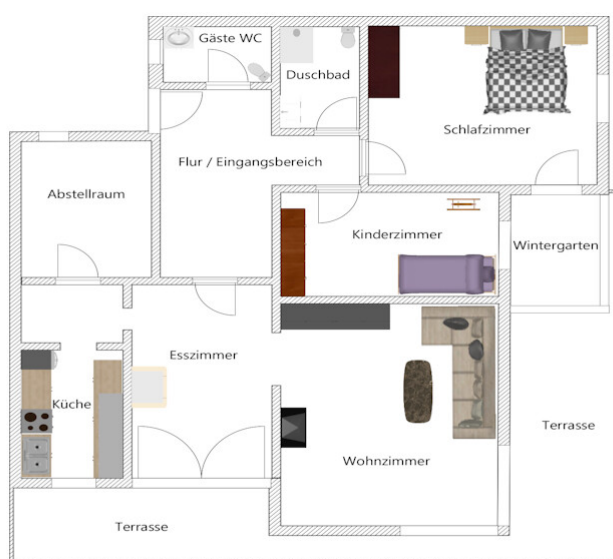 Gäste WC
Duschbad
Schlafzimmer
Flur / Eingangsbereich
Abstellraum
Kinderzimmer
Wintergarten
Esszimmer
Küche
Terrasse
Wohnzimmer
Terrasse